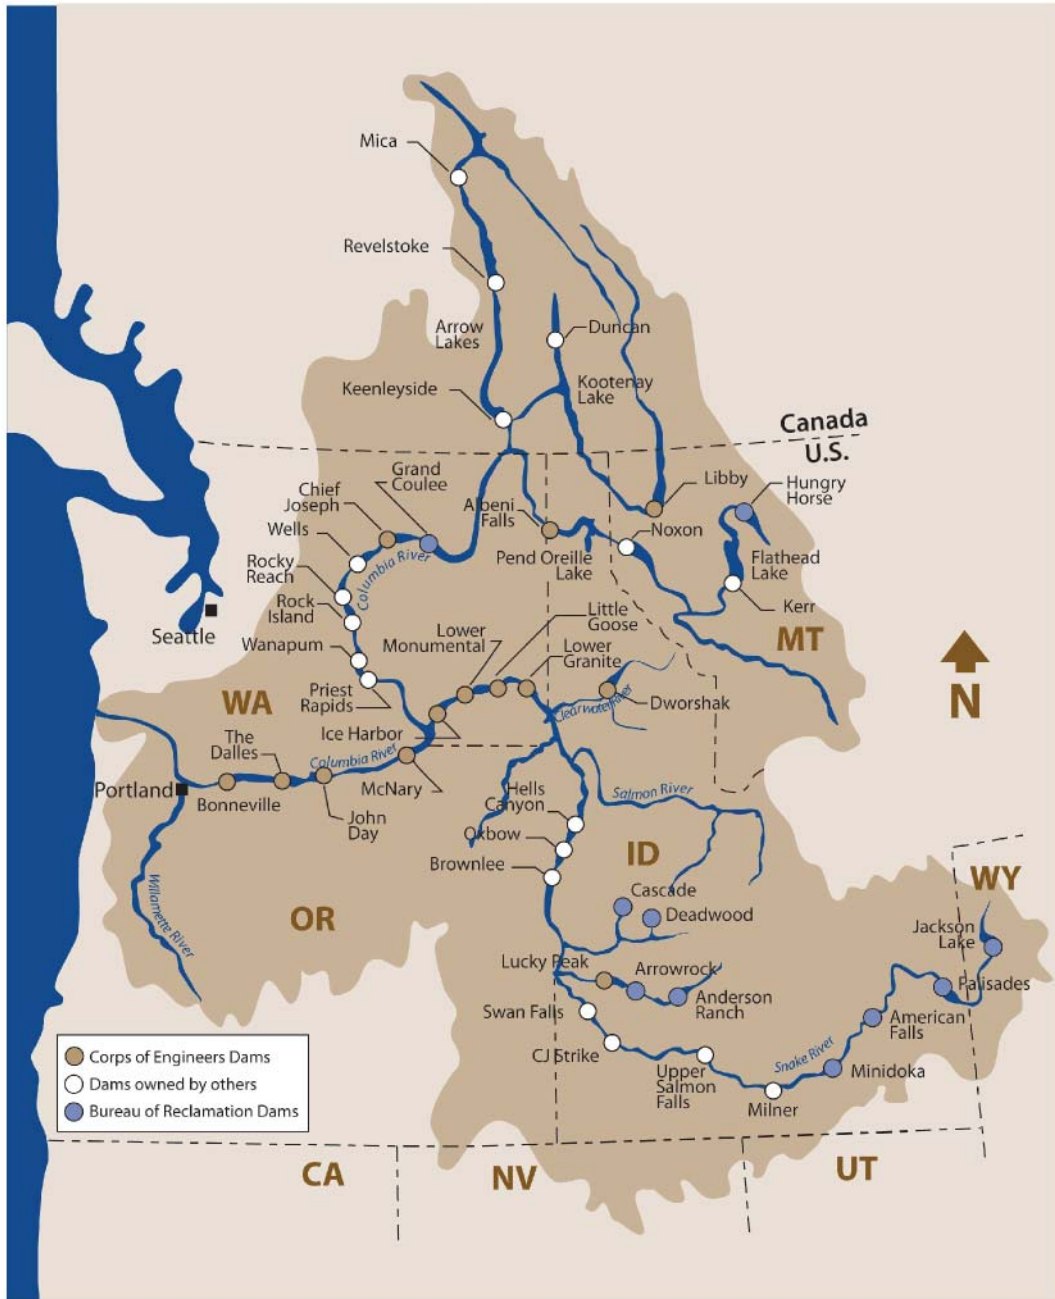 Mica
Revelstoke
Arrow
Lakes
Duncan
Keenleyside
Kootenay
Lake
Canada
U.S.
Grand
Coulee
Chief
Joseph
Wells
Albeni
Falls
Libby
Hungry
Horse
Noxon
Rocky
Reach
Columbia River
Pend Oreille
Lake
Flathead
Lake
Rock
Island
Kerr
Seattle
Wanapum
Lower
Monumental
Little
Goose
Lower
Granite
MT
N
WA
Priest
Rapids
Clearwater River
Dworshak
Ice Harbor
The
Dalles
Columbia River
Portland
Bonneville
John
Day
McNary
Hells
Canyon
Salmon River
Oxbow
Brownlee
ID
WY
Willamette River
OR
Cascade
Deadwood
Jackson
Lake
Lucky Peak
Arrowrock
Palisades
Anderson
Ranch
Swan Falls
American
Falls
CJ Strike
Upper
Salmon
Falls
Snake River
Minidoka
Milner
Corps of Engineers Dams
Dams owned by others
Bureau of Reclamation Dams
CA
NV
UT